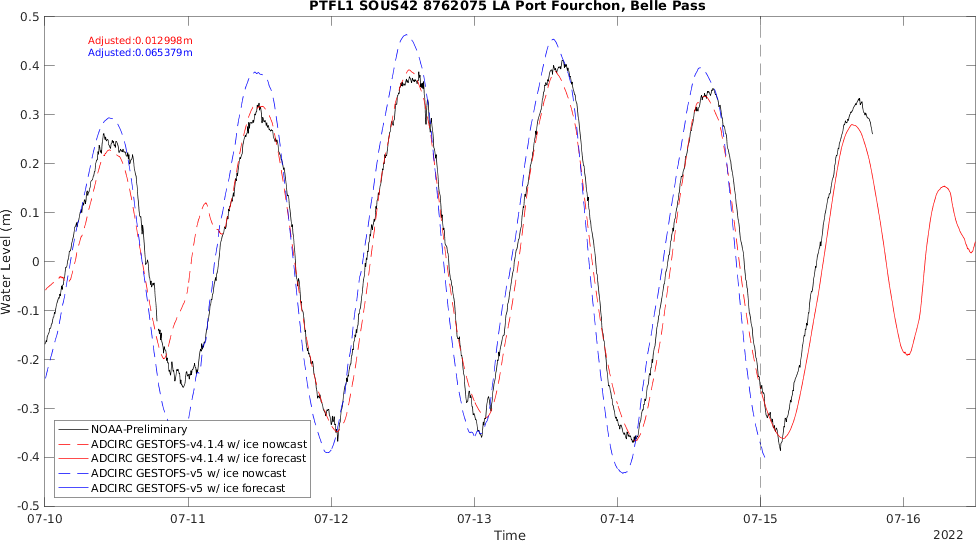 PTFL1 SOUS42 8762075 LA Port Fourchon, Belle Pass
Adjusted:0.012998m
Adjusted:0.065379m
0.5
0.4
0.3
0.2
0.1
0
-0.1
-0.2
-0.3
-0.4
-0.5
Water Level (m)
NOAA-Preliminary
ADCIRC GESTOFS-v4.1.4 w/ ice nowcast
ADCIRC GESTOFS-v4.1.4 w/ ice forecast
ADCIRC GESTOFS-v5 w/ ice nowcast
ADCIRC GESTOFS-v5 w/ ice forecast
07-10 07-11 07-12 07-13 07-14 07-15 07-16
Time
2022